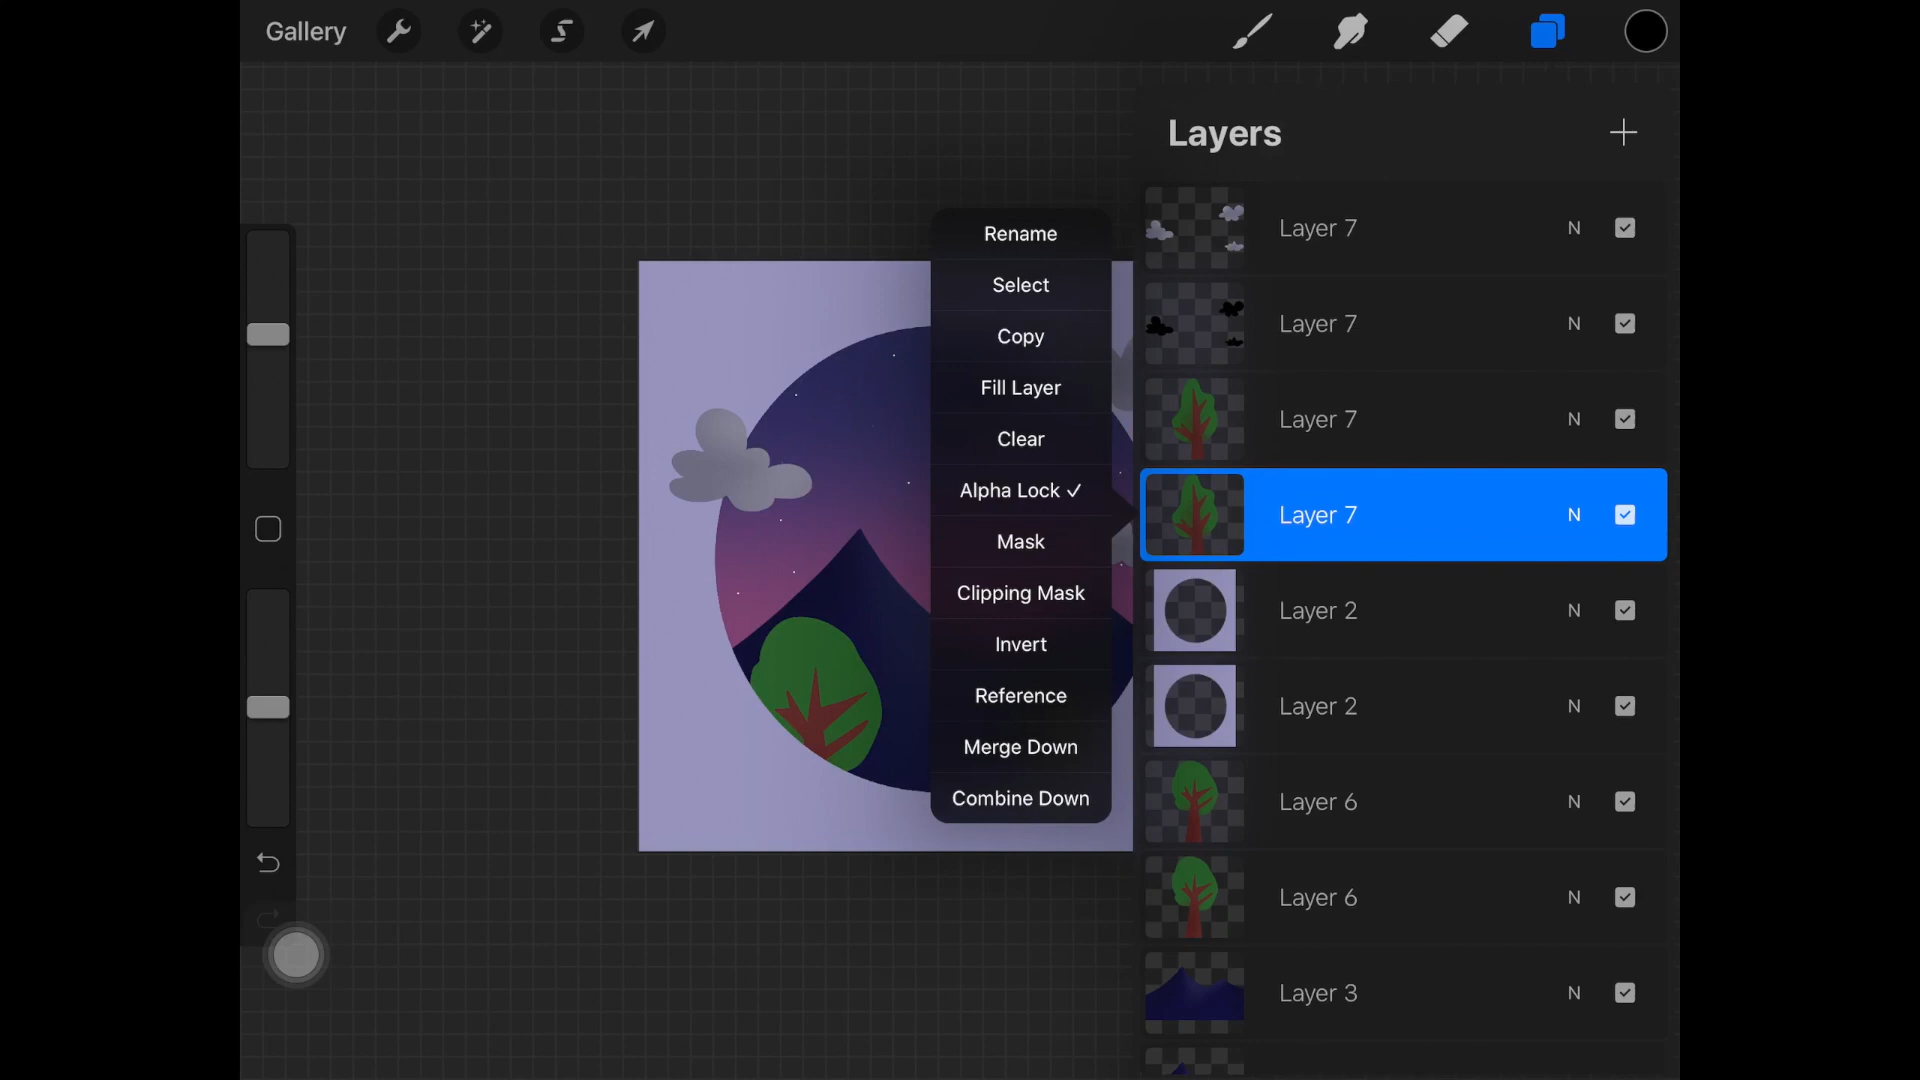 Gallery
Layers
Rename
Select
Copy
Fill Layer
Clear
Alpha Lock ✓
Mask
Clipping Mask
Invert
Reference
Merge Down
Combine Down
Layer 7 N
Layer 7 N
Layer 7 N
Layer 7 N
Layer 2 N
Layer 2 N
Layer 6 N
Layer 6 N
Layer 3 N